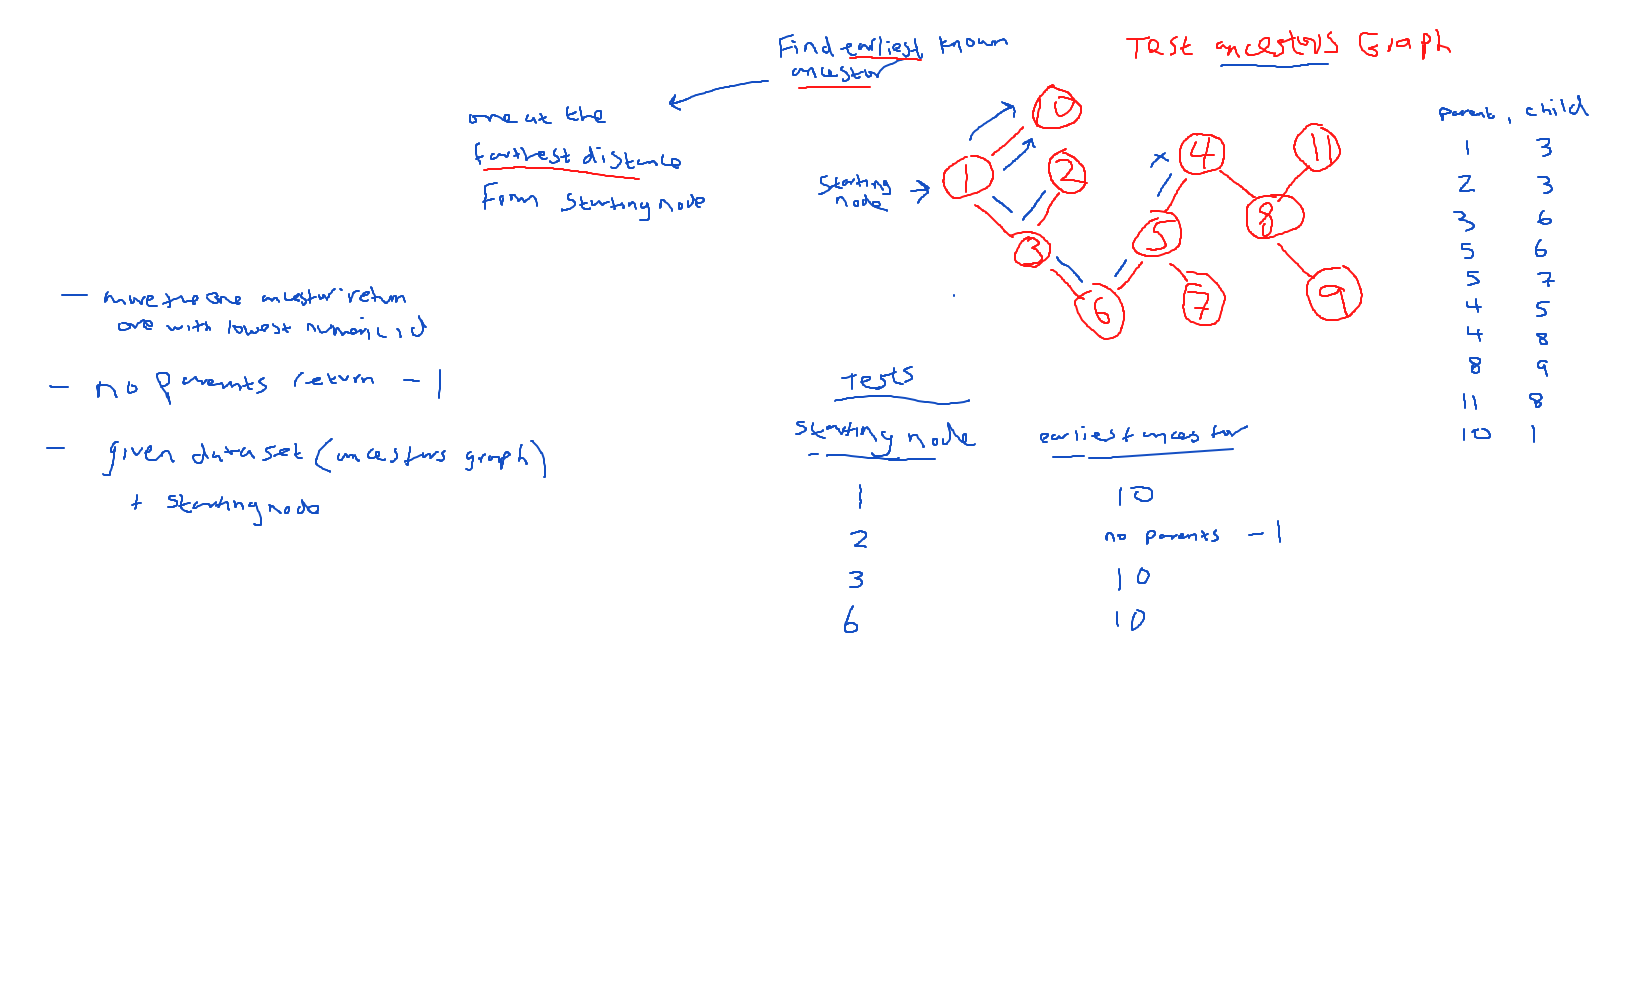 Find earliest known
ancestor
Test ancestors Graph
one at the
farthest distance
from starting node
starting
node
10
1
2
3
6
5
7
4
8
11
9
parent, child
1 3
2 3
3 6
5 6
5 7
4 5
4 8
8 9
11 8
10 1
- more the one ancestor return
one with lowest numeric id
- no parents return -1
- given dataset (ancestors graph)
+ starting node
tests
starting node earliest ancestor
1 10
2 no parents -1
3 10
6 10